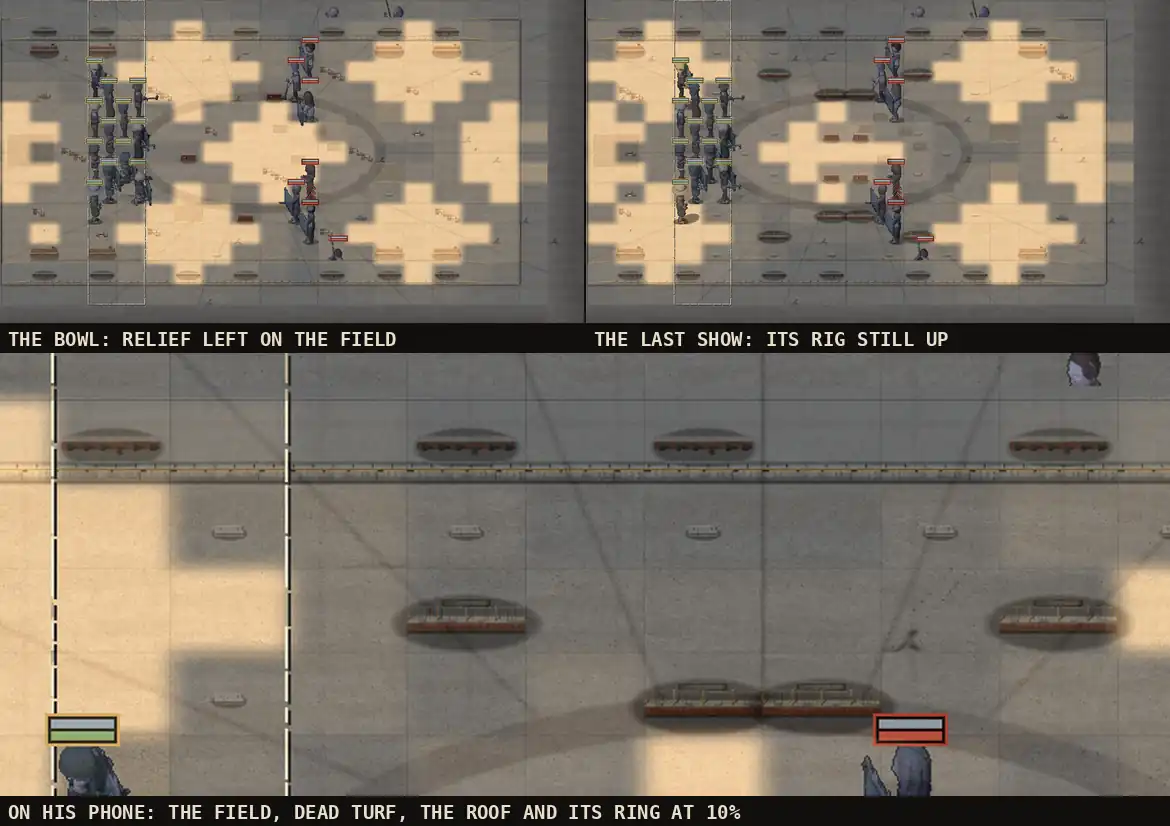 THE BOWL: RELIEF LEFT ON THE FIELD
THE LAST SHOW: ITS RIG STILL UP
ON HIS PHONE: THE FIELD, DEAD TURF, THE ROOF AND ITS RING AT 10%